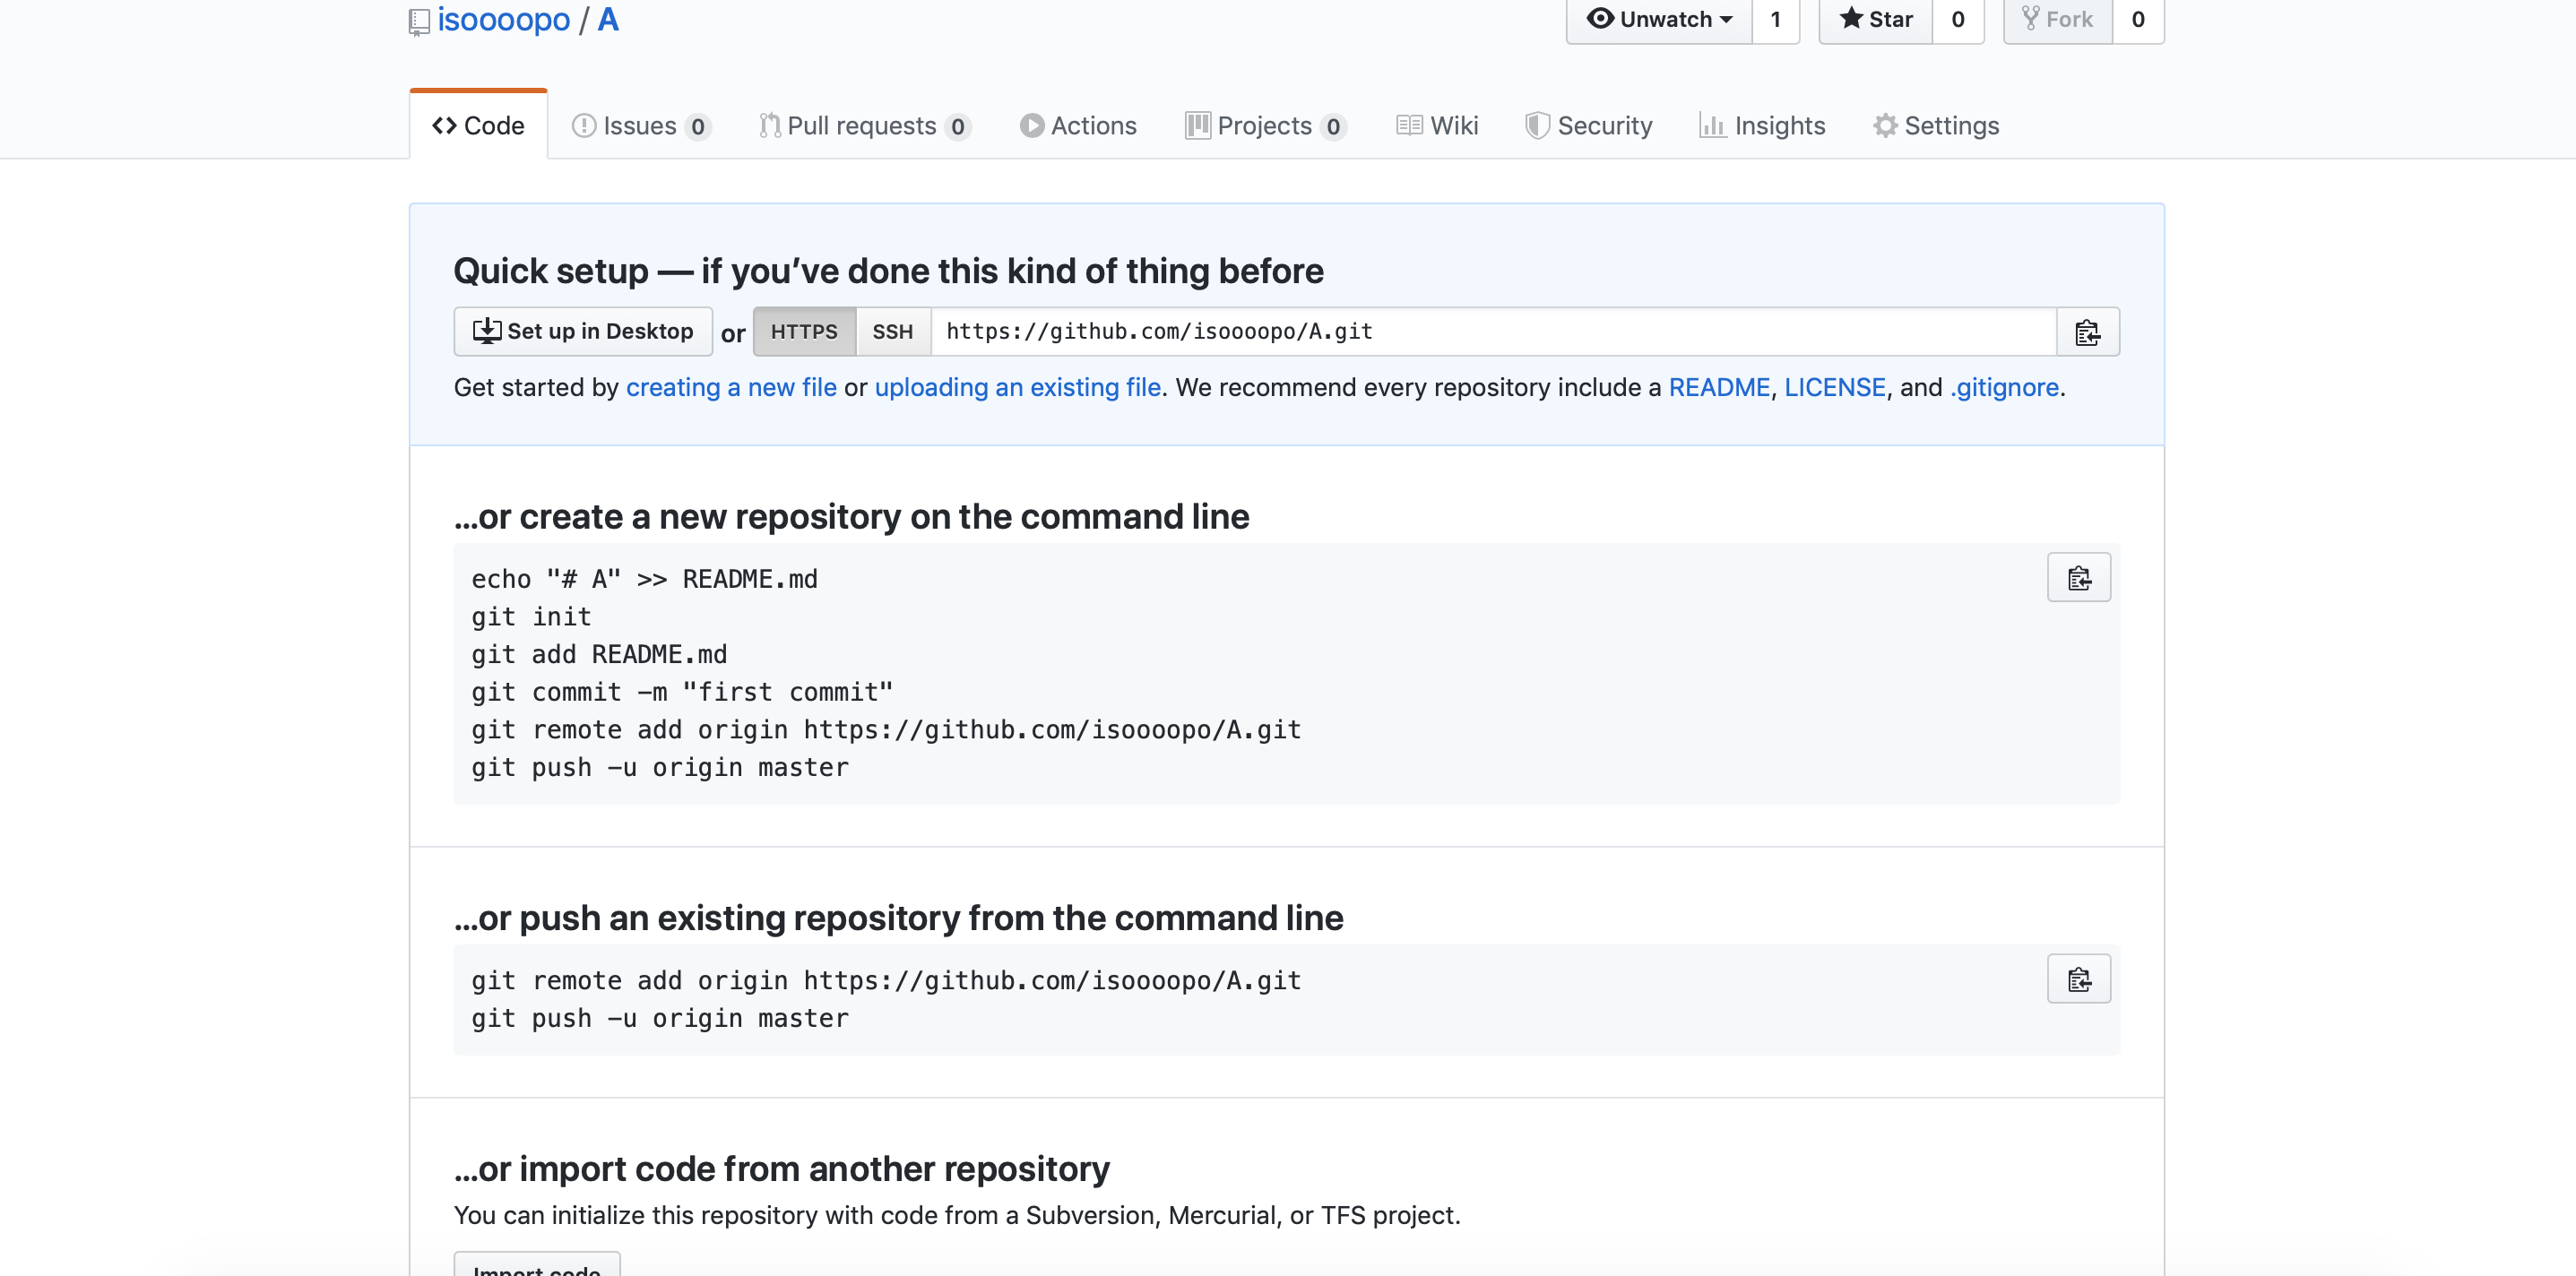 isoooopo / A
Unwatch 1 Star 0 Fork 0
Code Issues 0 Pull requests 0 Actions Projects 0 Wiki Security Insights Settings
Quick setup — if you’ve done this kind of thing before
Set up in Desktop or HTTPS SSH https://github.com/isoooopo/A.git
Get started by creating a new file or uploading an existing file. We recommend every repository include a README, LICENSE, and .gitignore.
…or create a new repository on the command line
echo "# A" >> README.md
git init
git add README.md
git commit -m "first commit"
git remote add origin https://github.com/isoooopo/A.git
git push -u origin master
…or push an existing repository from the command line
git remote add origin https://github.com/isoooopo/A.git
git push -u origin master
…or import code from another repository
You can initialize this repository with code from a Subversion, Mercurial, or TFS project.
Import code